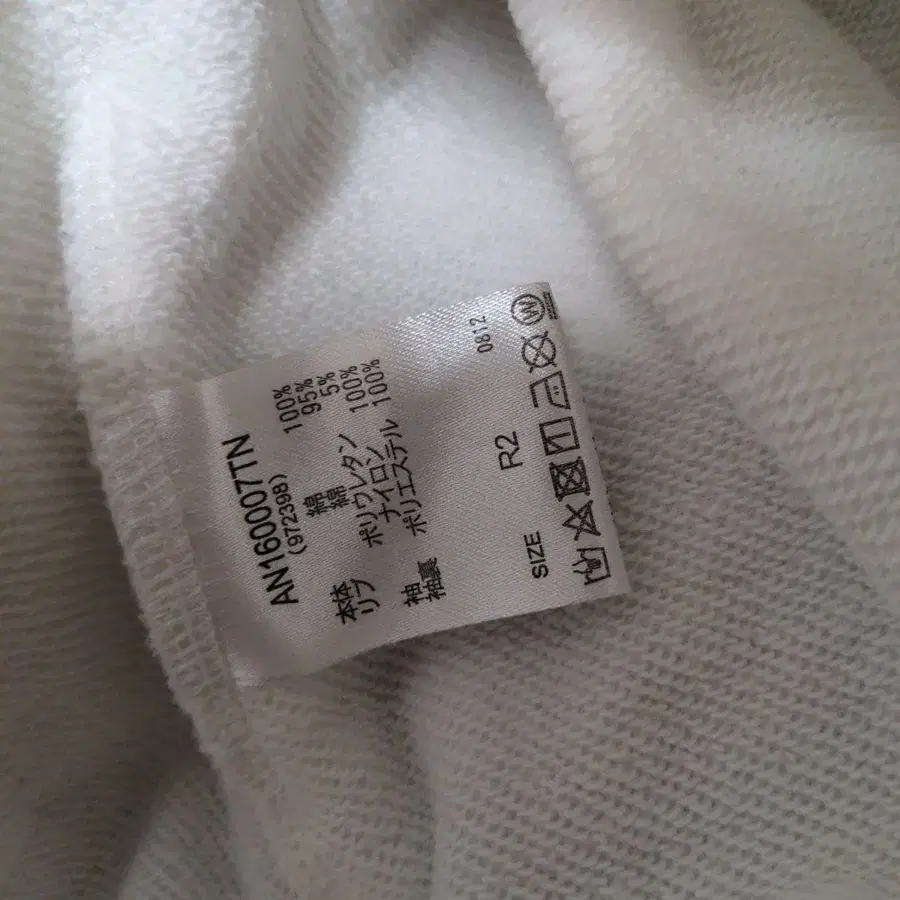 AN160007TN
(972398)
本体 綿 100%
リブ 綿 95%
ポリウレタン 5%
袖 ナイロン 100%
袖裏 ポリエステル 100%
0812
SIZE R2
W